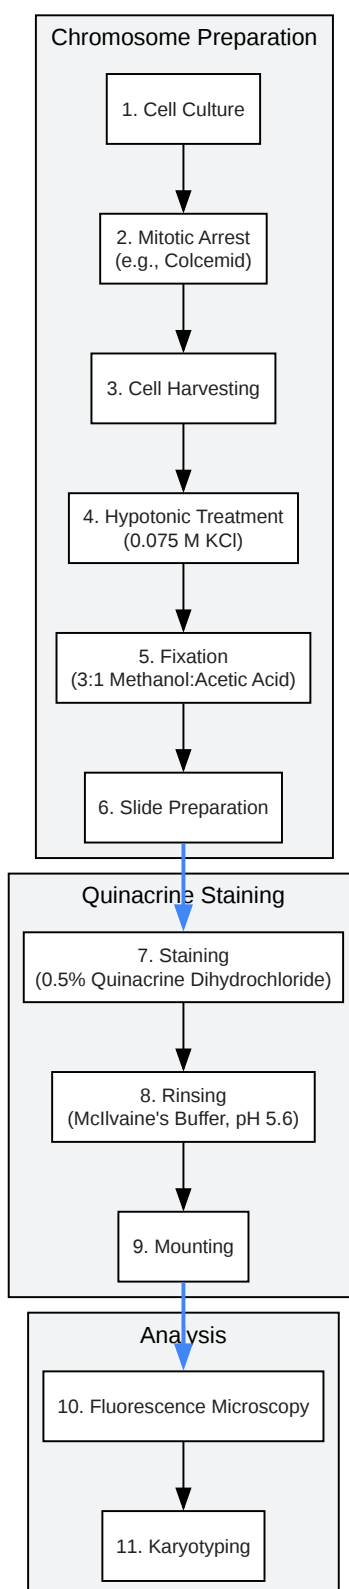 Chromosome Preparation
1. Cell Culture
2. Mitotic Arrest
(e.g., Colcemid)
3. Cell Harvesting
4. Hypotonic Treatment
(0.075 M KCl)
5. Fixation
(3:1 Methanol:Acetic Acid)
6. Slide Preparation
Quinacrine Staining
7. Staining
(0.5% Quinacrine Dihydrochloride)
8. Rinsing
(McIlvaine's Buffer, pH 5.6)
9. Mounting
Analysis
10. Fluorescence Microscopy
11. Karyotyping